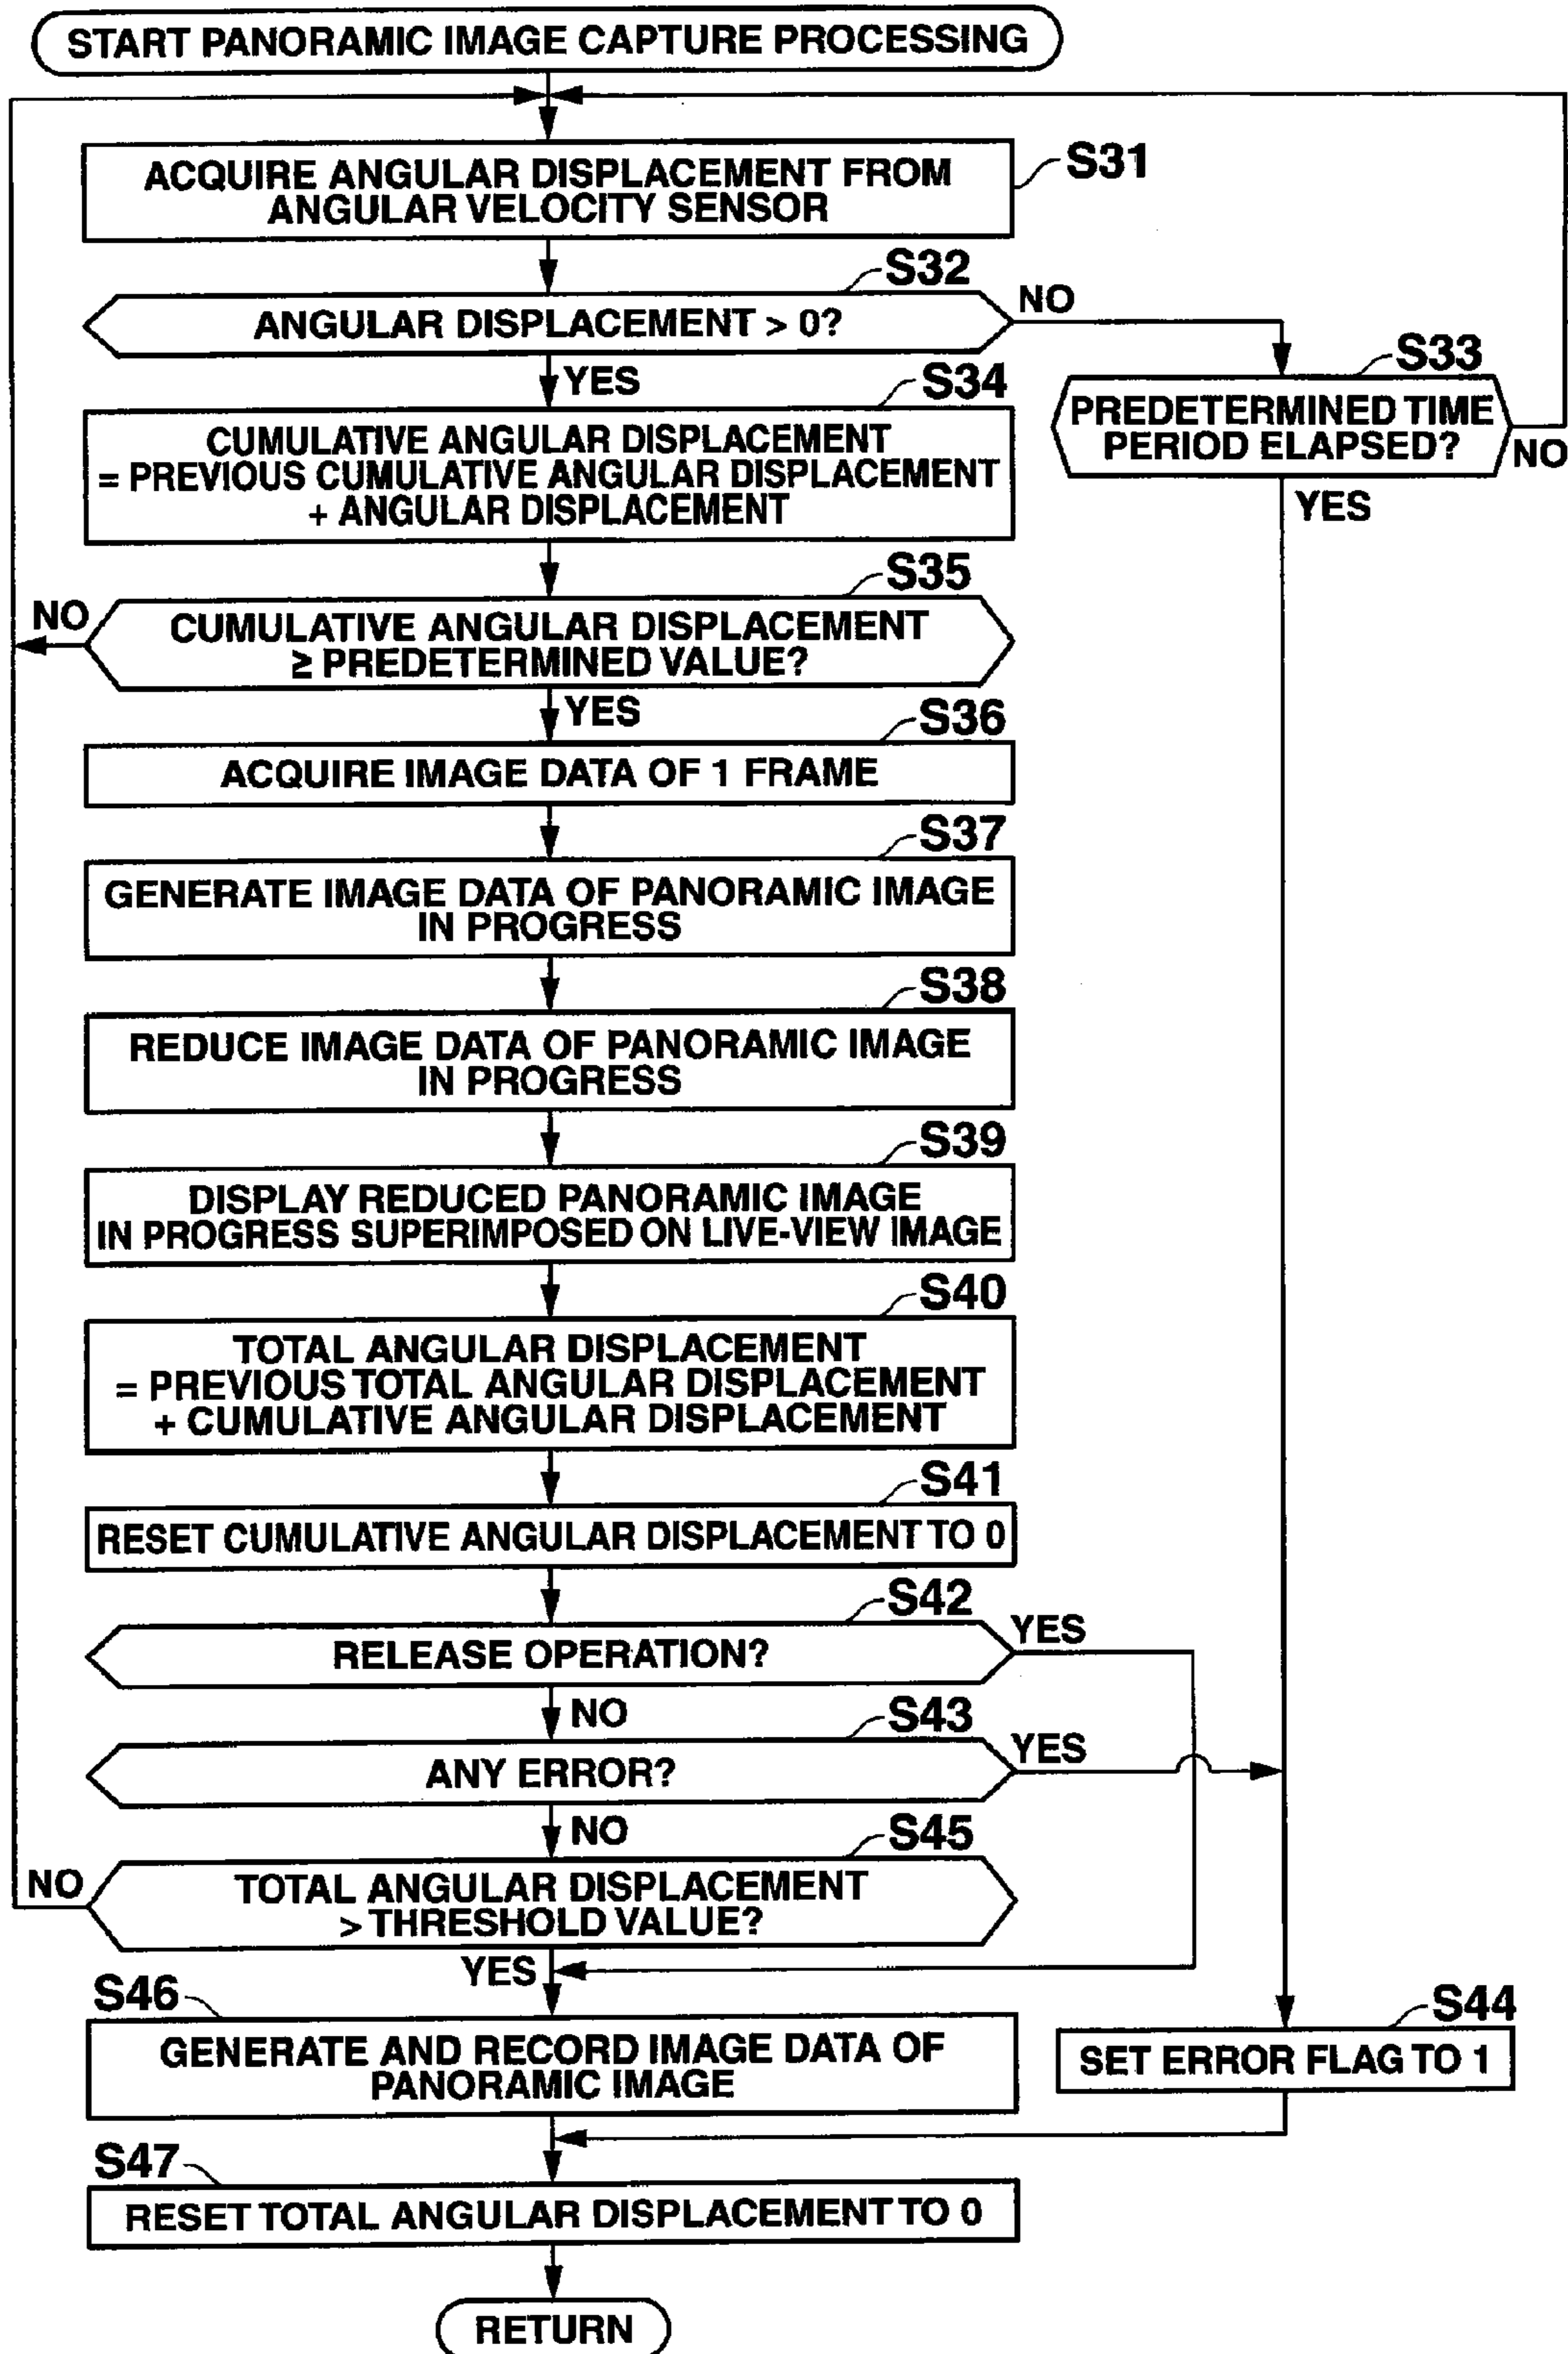 START PANORAMIC IMAGE CAPTURE PROCESSING
S31
ACQUIRE ANGULAR DISPLACEMENT FROM
ANGULAR VELOCITY SENSOR
S32
ANGULAR DISPLACEMENT > 0?
NO
YES
S33
PREDETERMINED TIME
PERIOD ELAPSED?
NO
YES
S34
CUMULATIVE ANGULAR DISPLACEMENT
= PREVIOUS CUMULATIVE ANGULAR DISPLACEMENT
+ ANGULAR DISPLACEMENT
S35
NO
CUMULATIVE ANGULAR DISPLACEMENT
≥ PREDETERMINED VALUE?
YES
S36
ACQUIRE IMAGE DATA OF 1 FRAME
S37
GENERATE IMAGE DATA OF PANORAMIC IMAGE
IN PROGRESS
S38
REDUCE IMAGE DATA OF PANORAMIC IMAGE
IN PROGRESS
S39
DISPLAY REDUCED PANORAMIC IMAGE
IN PROGRESS SUPERIMPOSED ON LIVE-VIEW IMAGE
S40
TOTAL ANGULAR DISPLACEMENT
= PREVIOUS TOTAL ANGULAR DISPLACEMENT
+ CUMULATIVE ANGULAR DISPLACEMENT
S41
RESET CUMULATIVE ANGULAR DISPLACEMENT TO 0
S42
RELEASE OPERATION?
YES
NO
S43
ANY ERROR?
YES
NO
S45
NO
TOTAL ANGULAR DISPLACEMENT
> THRESHOLD VALUE?
YES
S46
GENERATE AND RECORD IMAGE DATA OF
PANORAMIC IMAGE
S44
SET ERROR FLAG TO 1
S47
RESET TOTAL ANGULAR DISPLACEMENT TO 0
RETURN